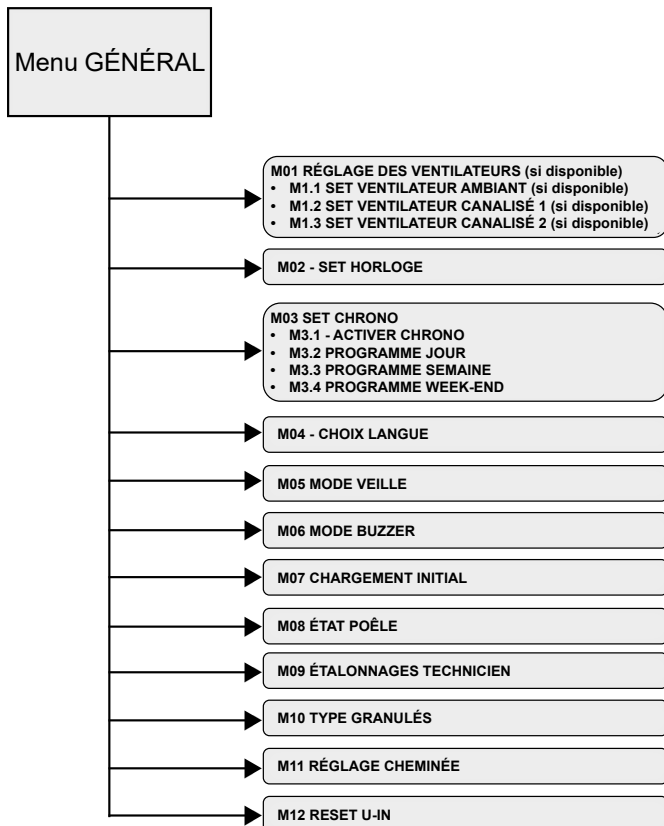 Menu GÉNÉRAL
M01 RÉGLAGE DES VENTILATEURS (si disponible)
• M1.1 SET VENTILATEUR AMBIANT (si disponible)
• M1.2 SET VENTILATEUR CANALISÉ 1 (si disponible)
• M1.3 SET VENTILATEUR CANALISÉ 2 (si disponible)
M02 - SET HORLOGE
M03 SET CHRONO
• M3.1 - ACTIVER CHRONO
• M3.2 PROGRAMME JOUR
• M3.3 PROGRAMME SEMAINE
• M3.4 PROGRAMME WEEK-END
M04 - CHOIX LANGUE
M05 MODE VEILLE
M06 MODE BUZZER
M07 CHARGEMENT INITIAL
M08 ÉTAT POÊLE
M09 ÉTALONNAGES TECHNICIEN
M10 TYPE GRANULÉS
M11 RÉGLAGE CHEMINÉE
M12 RESET U-IN